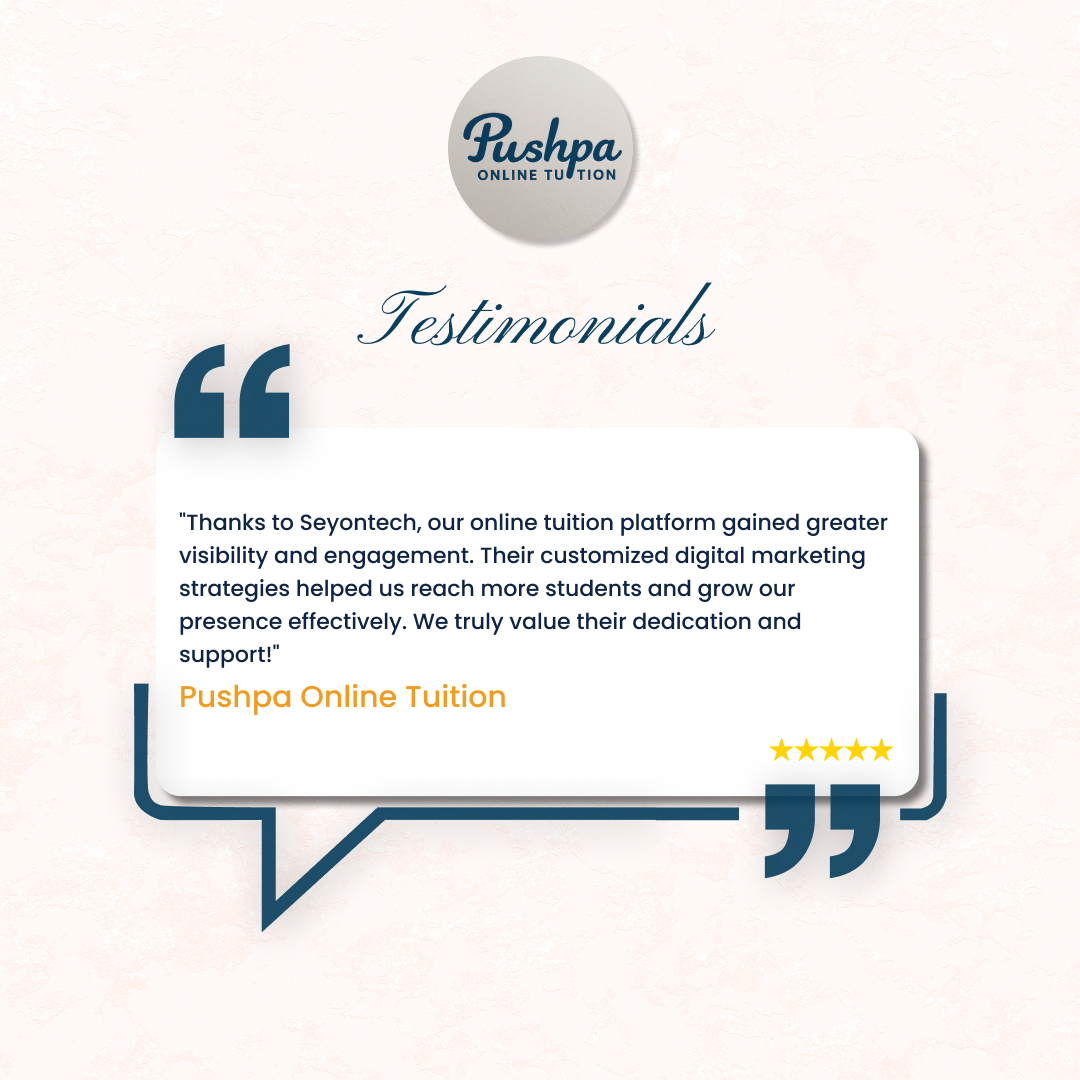 Pushpa
ONLINE TUITION
Testimonials
"Thanks to Seyontech, our online tuition platform gained greater
visibility and engagement. Their customized digital marketing
strategies helped us reach more students and grow our
presence effectively. We truly value their dedication and
support!"
Pushpa Online Tuition